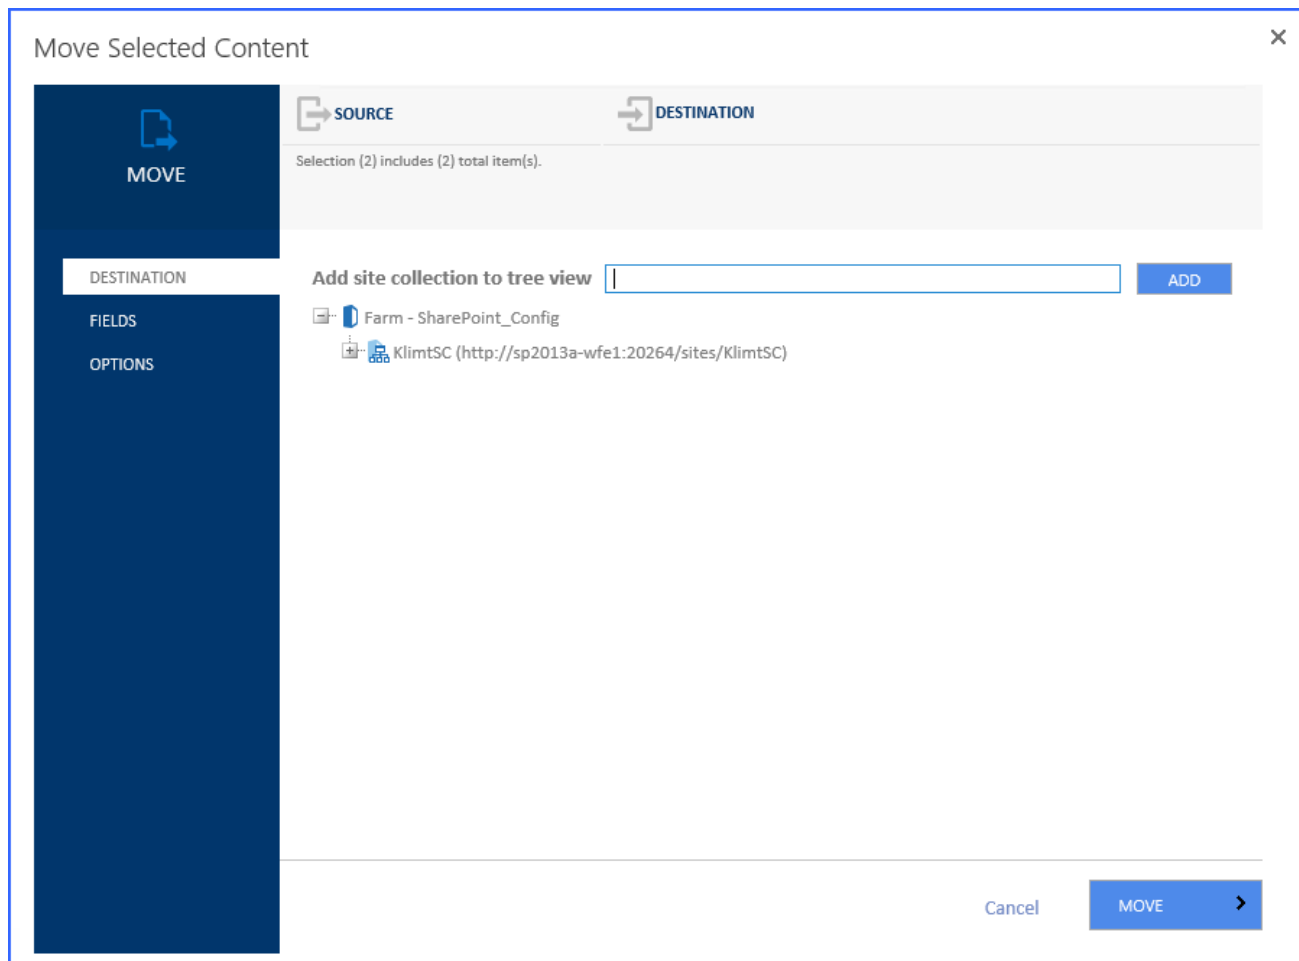 Move Selected Content
MOVE
SOURCE
DESTINATION
Selection (2) includes (2) total item(s).
DESTINATION
FIELDS
OPTIONS
Add site collection to tree view
ADD
Farm - SharePoint_Config
KlimtSC (http://sp2013a-wfe1:20264/sites/KlimtSC)
Cancel
MOVE